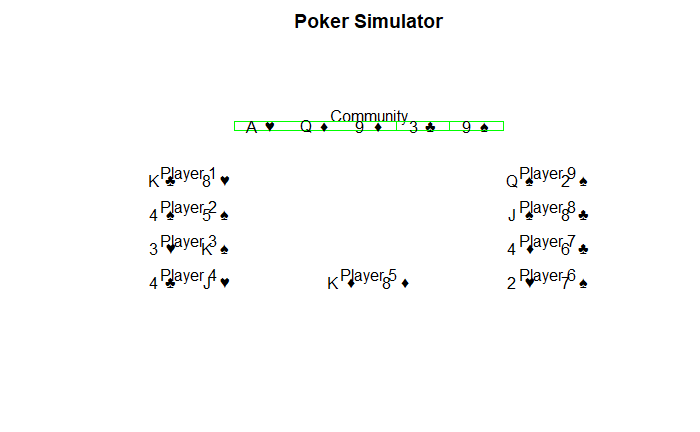 Poker Simulator
Community
A ♥ Q ♦ 9 ♦ 3 ♣ 9 ♠
Player 1
K ♣ 8 ♥
Player 9
Q ♠ 2 ♠
Player 2
4 ♠ 5 ♠
Player 8
J ♠ 8 ♣
Player 3
3 ♥ K ♠
Player 7
4 ♦ 6 ♣
Player 4
4 ♣ J ♥
Player 5
K ♦ 8 ♦
Player 6
2 ♥ 7 ♠